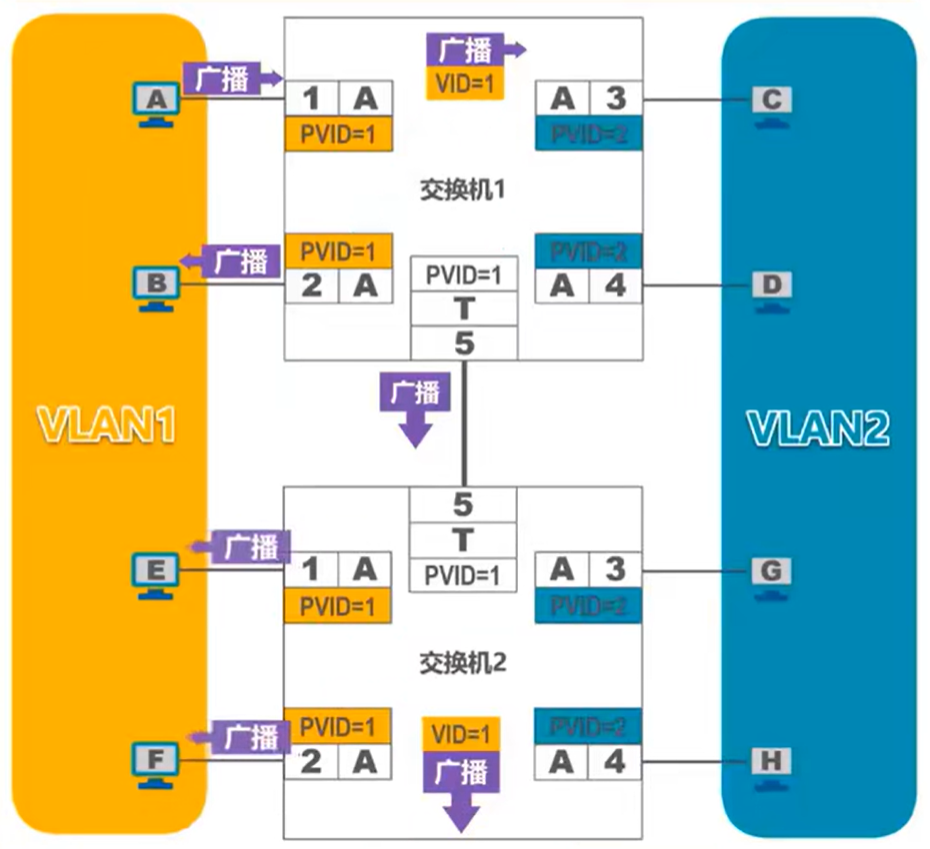 广播
VID=1
A
广播
1 A
PVID=1
A 3
PVID=2
C
交换机1
B
广播
PVID=1
2 A
PVID=1
T
5
PVID=2
A 4
D
广播
VLAN1
VLAN2
5
T
PVID=1
E
广播
1 A
PVID=1
A 3
PVID=2
G
交换机2
F
广播
PVID=1
2 A
VID=1
广播
PVID=2
A 4
H